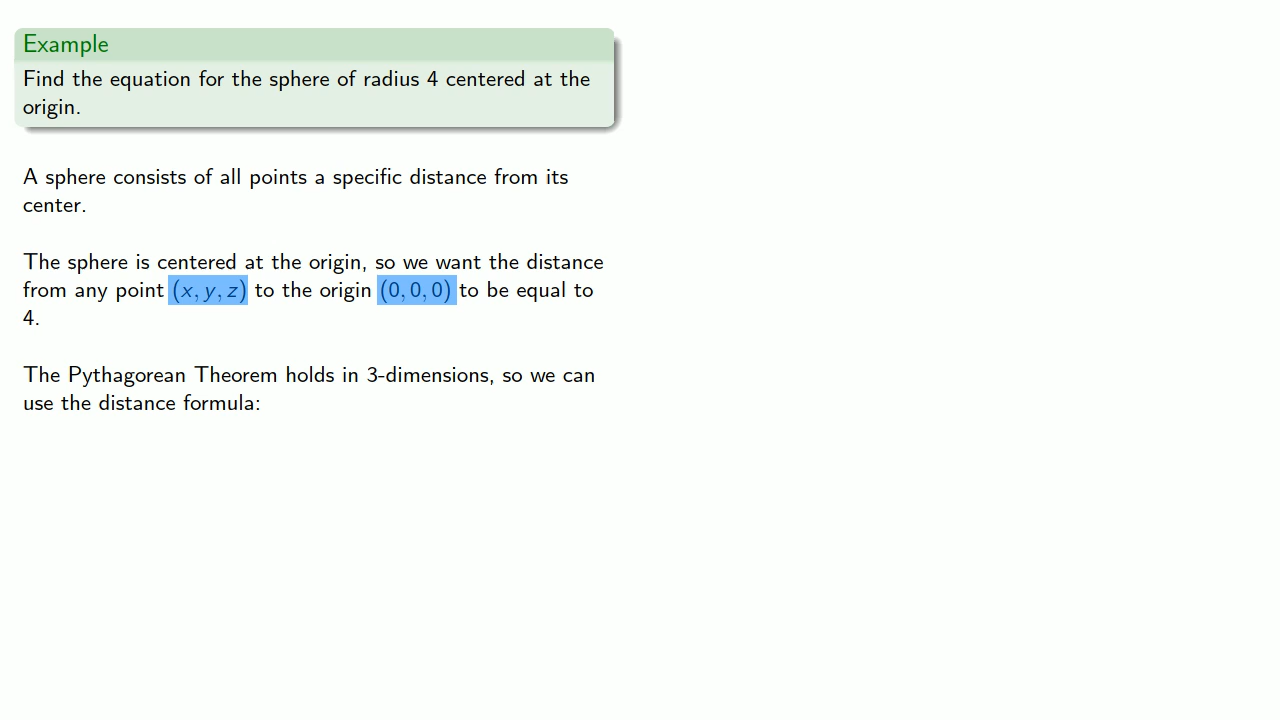 Example
Find the equation for the sphere of radius 4 centered at the
origin.
A sphere consists of all points a specific distance from its
center.
The sphere is centered at the origin, so we want the distance
from any point (x, y, z) to the origin (0, 0, 0) to be equal to
4.
The Pythagorean Theorem holds in 3-dimensions, so we can
use the distance formula: